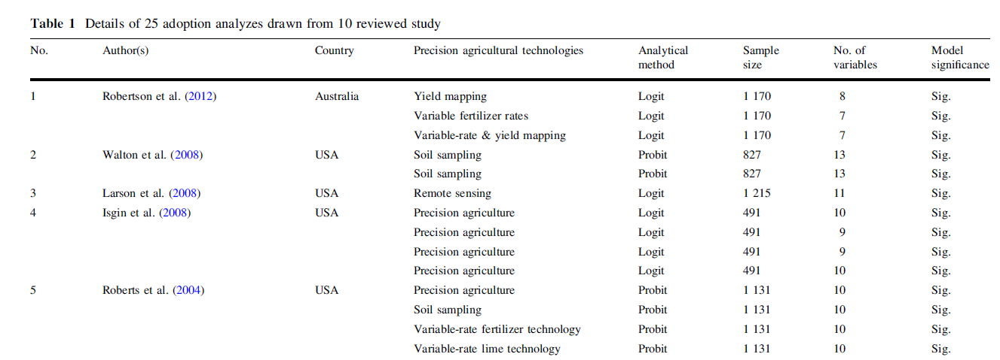 Table 1 Details of 25 adoption analyzes drawn from 10 reviewed study
No. Author(s) Country Precision agricultural technologies Analytical method Sample size No. of variables Model significance
1 Robertson et al. (2012) Australia Yield mapping Logit 1 170 8 Sig.
Variable fertilizer rates Logit 1 170 7 Sig.
Variable-rate & yield mapping Logit 1 170 7 Sig.
2 Walton et al. (2008) USA Soil sampling Probit 827 13 Sig.
Soil sampling Probit 827 13 Sig.
3 Larson et al. (2008) USA Remote sensing Logit 1 215 11 Sig.
4 Isgin et al. (2008) USA Precision agriculture Logit 491 10 Sig.
Precision agriculture Logit 491 9 Sig.
Precision agriculture Logit 491 9 Sig.
Precision agriculture Logit 491 10 Sig.
5 Roberts et al. (2004) USA Precision agriculture Probit 1 131 10 Sig.
Soil sampling Probit 1 131 10 Sig.
Variable-rate fertilizer technology Probit 1 131 10 Sig.
Variable-rate lime technology Probit 1 131 10 Sig.